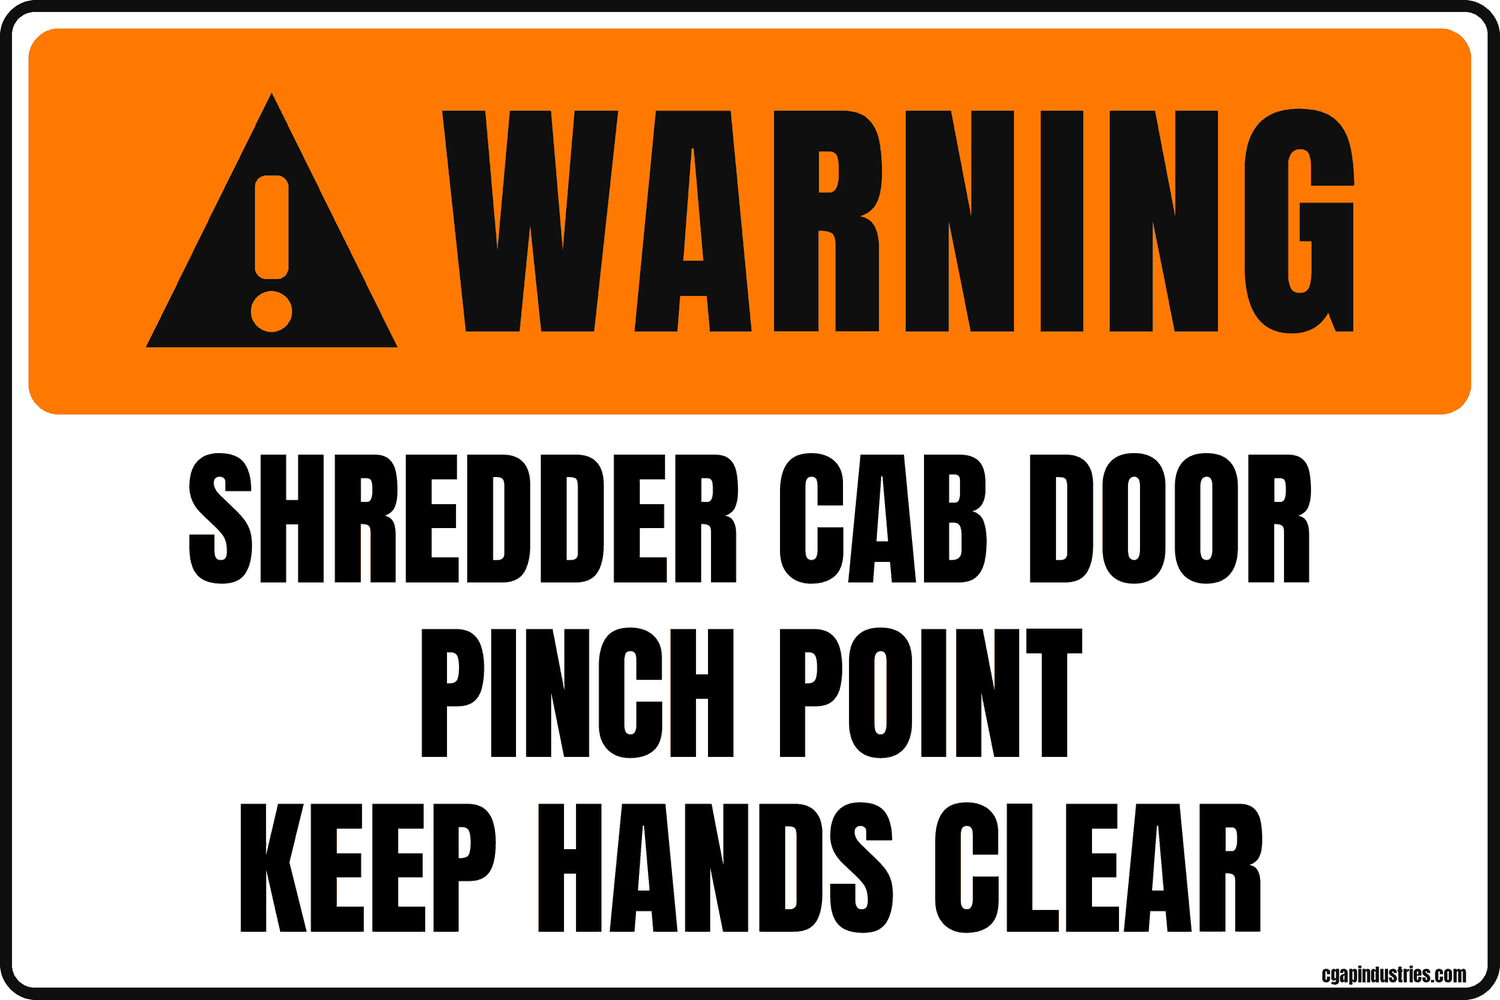 WARNING
SHREDDER CAB DOOR
PINCH POINT
KEEP HANDS CLEAR
cgapindustries.com